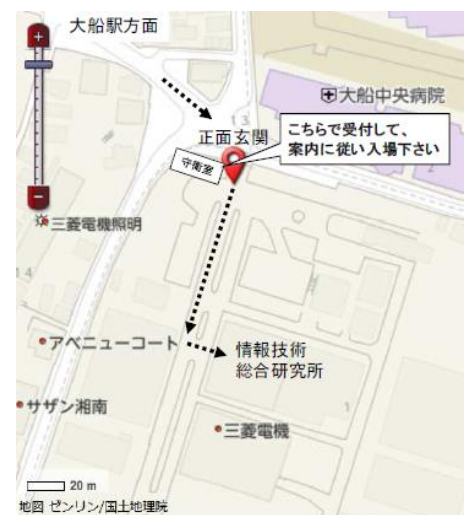 大船駅方面
大船中央病院
13
正面玄関
こちらで受付して、
案内に従い入場下さい
守衛室
三菱電機照明
14
アベニューコート
情報技術
総合研究所
サザン湘南
1
三菱電機
20 m
地図 ゼンリン/国土地理院